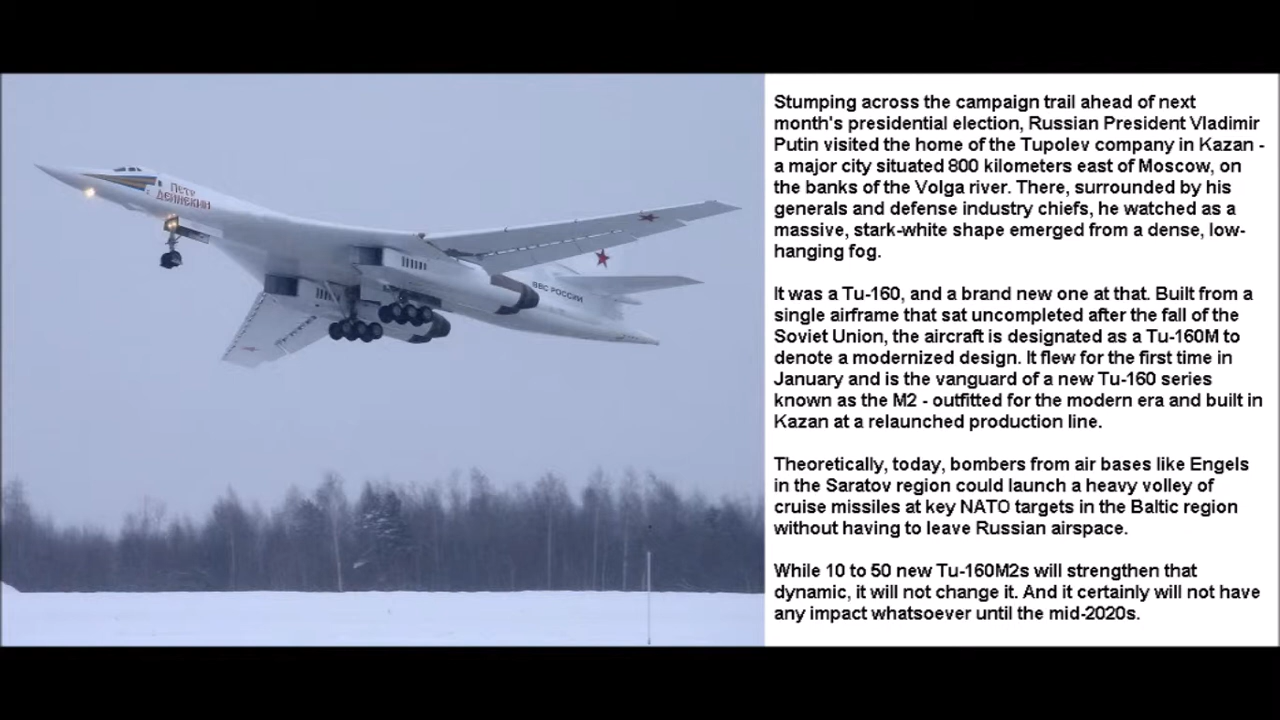 Петр
Дейнекин
ВВС РОССИИ
Stumping across the campaign trail ahead of next
month's presidential election, Russian President Vladimir
Putin visited the home of the Tupolev company in Kazan -
a major city situated 800 kilometers east of Moscow, on
the banks of the Volga river. There, surrounded by his
generals and defense industry chiefs, he watched as a
massive, stark-white shape emerged from a dense, low-
hanging fog.
It was a Tu-160, and a brand new one at that. Built from a
single airframe that sat uncompleted after the fall of the
Soviet Union, the aircraft is designated as a Tu-160M to
denote a modernized design. It flew for the first time in
January and is the vanguard of a new Tu-160 series
known as the M2 - outfitted for the modern era and built in
Kazan at a relaunched production line.
Theoretically, today, bombers from air bases like Engels
in the Saratov region could launch a heavy volley of
cruise missiles at key NATO targets in the Baltic region
without having to leave Russian airspace.
While 10 to 50 new Tu-160M2s will strengthen that
dynamic, it will not change it. And it certainly will not have
any impact whatsoever until the mid-2020s.